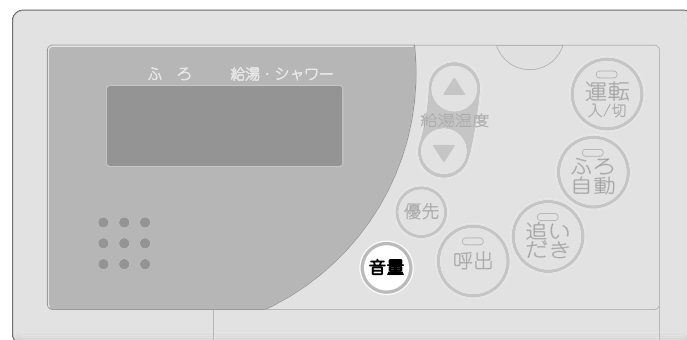 ふろ 給湯・シャワー
給湯温度
運転
入/切
ふろ
自動
優先
追い
だき
音量
呼出